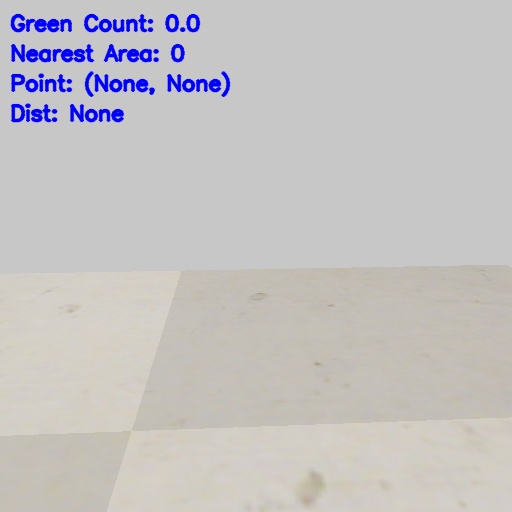 Green Count: 0.0
Nearest Area: 0
Point: (None, None)
Dist: None